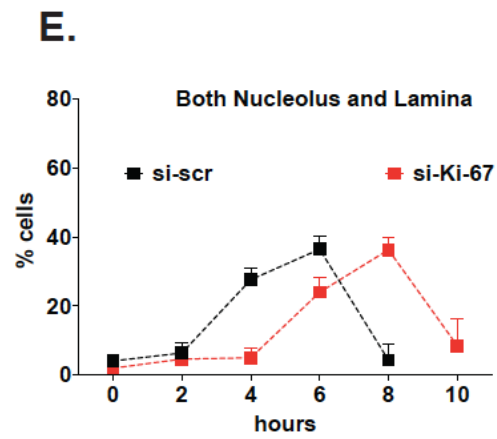 E.
Both Nucleolus and Lamina
si-scr
si-Ki-67
% cells
80
60
40
20
0
0 2 4 6 8 10
hours